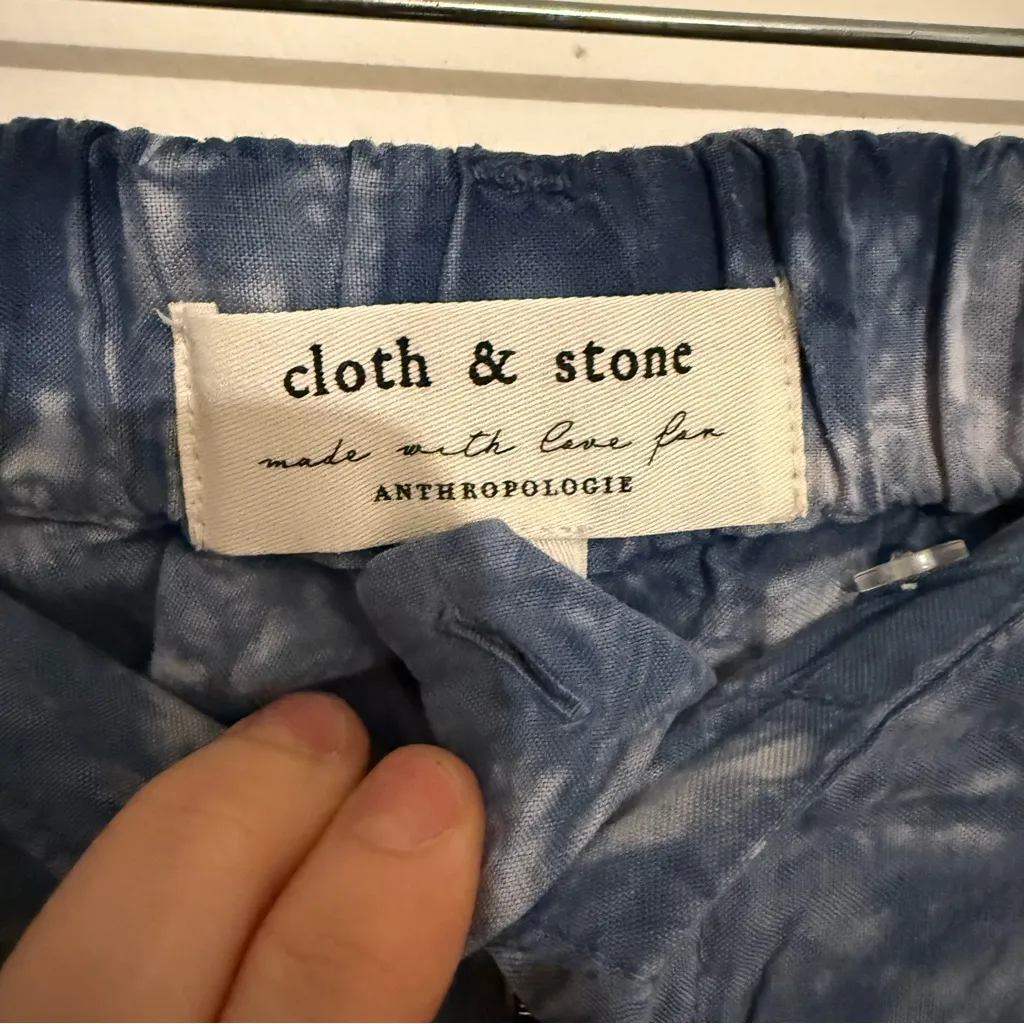 cloth & stone
made with love for
ANTHROPOLOGIE